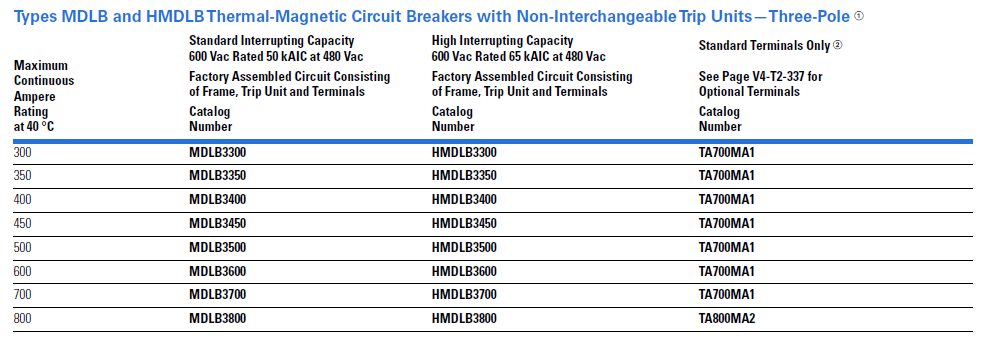 Types MDLB and HMDLB Thermal-Magnetic Circuit Breakers with Non-Interchangeable Trip Units—Three-Pole ①
Maximum
Continuous
Ampere
Rating
at 40 °C
Standard Interrupting Capacity
600 Vac Rated 50 kAIC at 480 Vac
Factory Assembled Circuit Consisting
of Frame, Trip Unit and Terminals
Catalog
Number
High Interrupting Capacity
600 Vac Rated 65 kAIC at 480 Vac
Factory Assembled Circuit Consisting
of Frame, Trip Unit and Terminals
Catalog
Number
Standard Terminals Only ②
See Page V4-T2-337 for
Optional Terminals
Catalog
Number
300 MDLB3300 HMDLB3300 TA700MA1
350 MDLB3350 HMDLB3350 TA700MA1
400 MDLB3400 HMDLB3400 TA700MA1
450 MDLB3450 HMDLB3450 TA700MA1
500 MDLB3500 HMDLB3500 TA700MA1
600 MDLB3600 HMDLB3600 TA700MA1
700 MDLB3700 HMDLB3700 TA700MA1
800 MDLB3800 HMDLB3800 TA800MA2